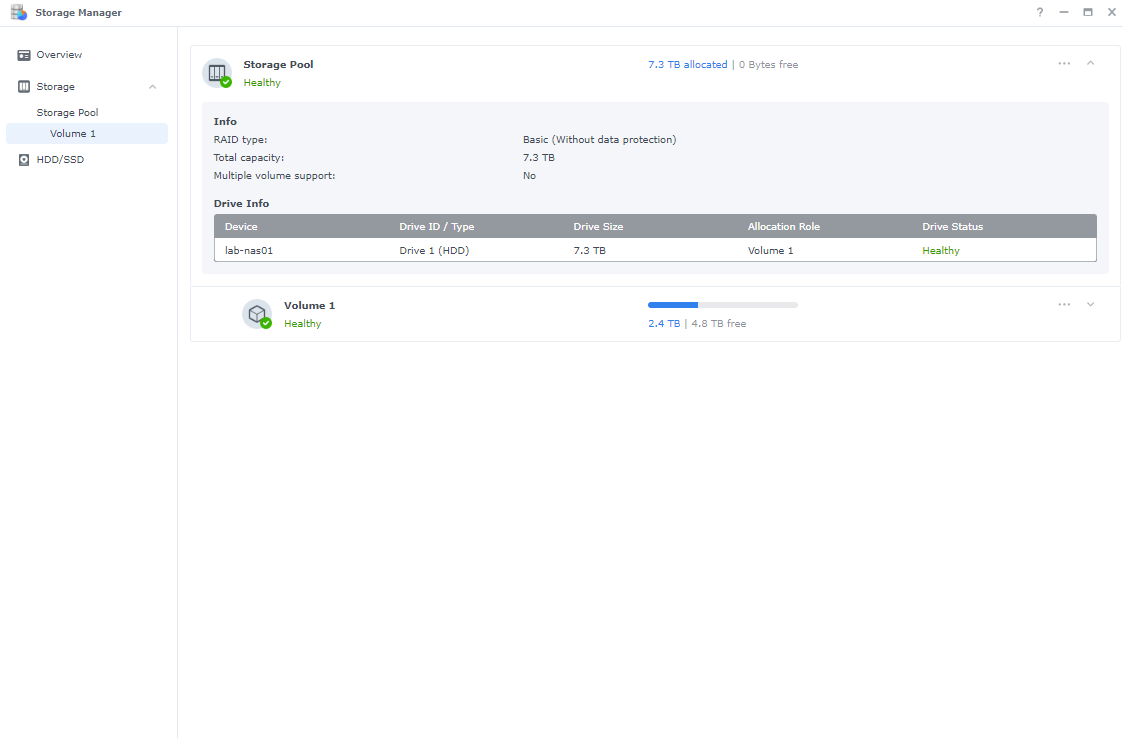 Storage Manager
?
Overview
Storage
Storage Pool
Volume 1
HDD/SSD
Storage Pool
Healthy
7.3 TB allocated | 0 Bytes free
Info
RAID type: Basic (Without data protection)
Total capacity: 7.3 TB
Multiple volume support: No
Drive Info
Device Drive ID / Type Drive Size Allocation Role Drive Status
lab-nas01 Drive 1 (HDD) 7.3 TB Volume 1 Healthy
Volume 1
Healthy
2.4 TB | 4.8 TB free